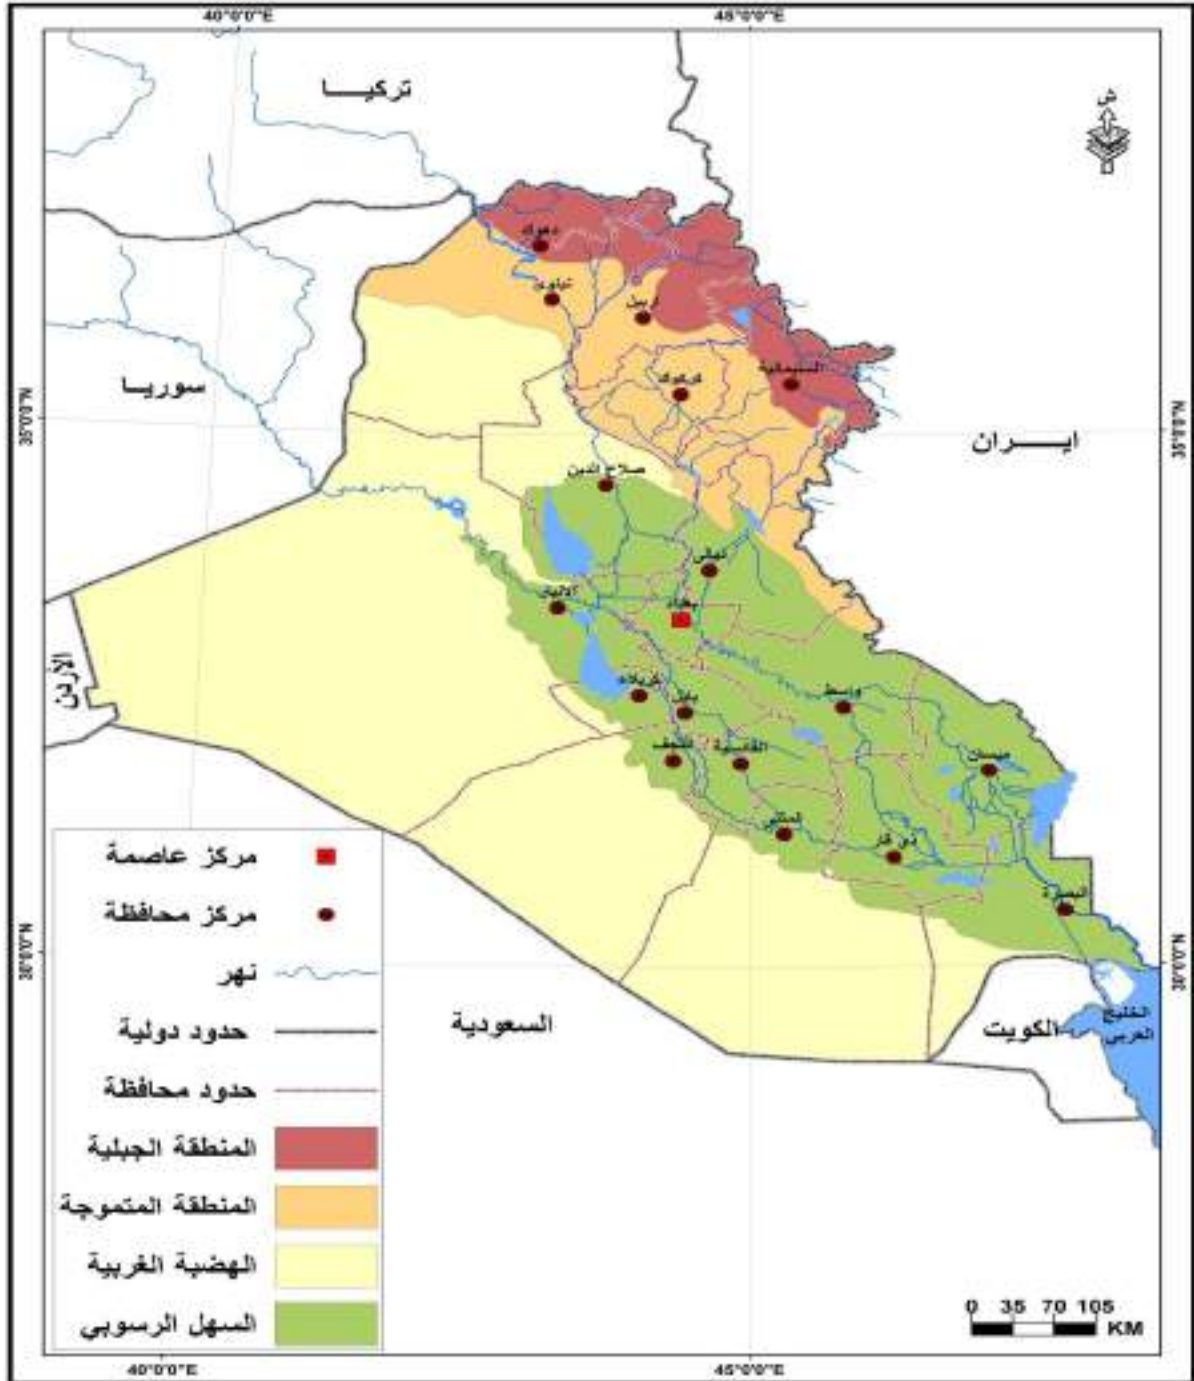 40°0'0"E
45°0'0"E
ش
تركيـــــا
دهوك
نينوى
اربيل
السليمانية
كركوك
سوريـــا
35°0'0"N
35°0'0"N
ايـــــران
صلاح الدين
ديالى
الانبار
بغداد
الأردن
كربلاء
بابل
واسط
النجف
القادسية
ميسان
المثنى
ذي قار
البصرة
30°0'0"N
30°0'0"N
السعودية
الكويت
الخليج
العربي
مركز عاصمة
مركز محافظة
نهر
حدود دولية
حدود محافظة
المنطقة الجبلية
المنطقة المتموجة
الهضبة الغربية
السهل الرسوبي
0 35 70 105
KM
40°0'0"E
45°0'0"E